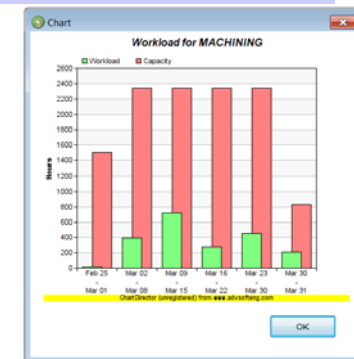 Chart
Workload for MACHINING
Workload Capacity
2600
2400
2200
2000
1800
1600
1400
1200
1000
800
600
400
200
0
Hours
Feb 25 Mar 02 Mar 09 Mar 16 Mar 23 Mar 30
- - - - - -
Mar 01 Mar 08 Mar 15 Mar 22 Mar 30 Mar 31
ChartDirector (unregistered) from www.advsofteng.com
OK